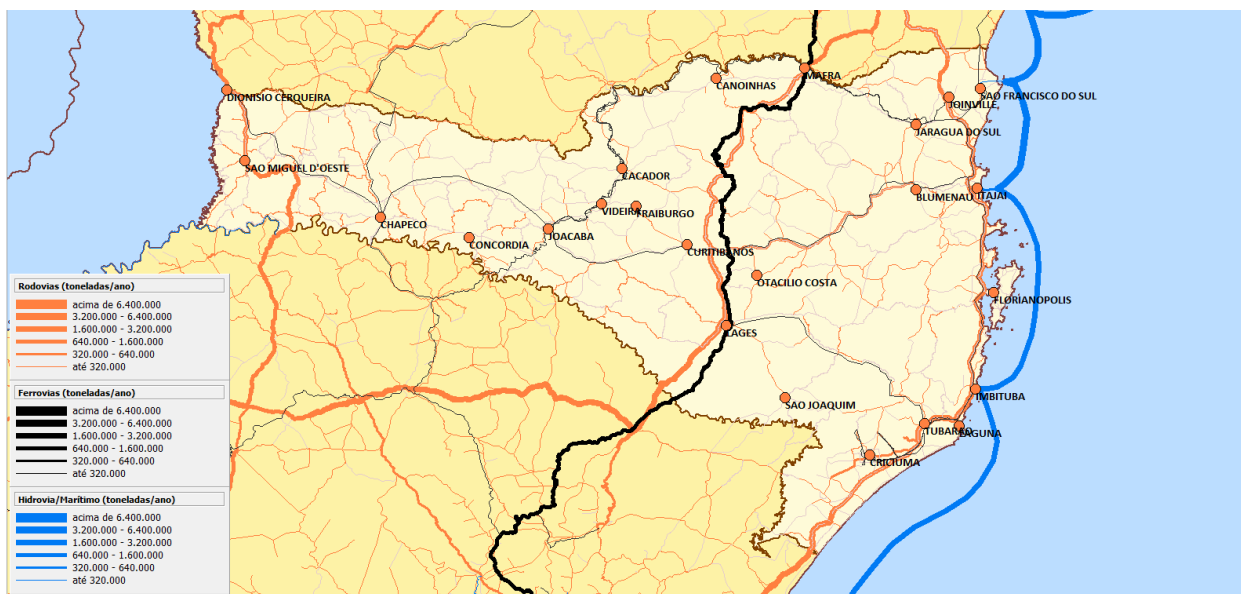 MAFRA
CANOINHAS
DIONISIO CERQUEIRA
SAO FRANCISCO DO SUL
JOINVILLE
JARAGUA DO SUL
SAO MIGUEL D'OESTE
CACADOR
BLUMENAU
ITAJAI
VIDEIRA
FRAIBURGO
CHAPECO
JOACABA
CONCORDIA
CURITIBANOS
OTACILIO COSTA
FLORIANOPOLIS
LAGES
SAO JOAQUIM
IMBITUBA
TUBARAO
LAGUNA
CRICIUMA
Rodovias (toneladas/ano)
acima de 6.400.000
3.200.000 - 6.400.000
1.600.000 - 3.200.000
640.000 - 1.600.000
320.000 - 640.000
até 320.000
Ferrovias (toneladas/ano)
acima de 6.400.000
3.200.000 - 6.400.000
1.600.000 - 3.200.000
640.000 - 1.600.000
320.000 - 640.000
até 320.000
Hidrovia/Marítimo (toneladas/ano)
acima de 6.400.000
3.200.000 - 6.400.000
1.600.000 - 3.200.000
640.000 - 1.600.000
320.000 - 640.000
até 320.000